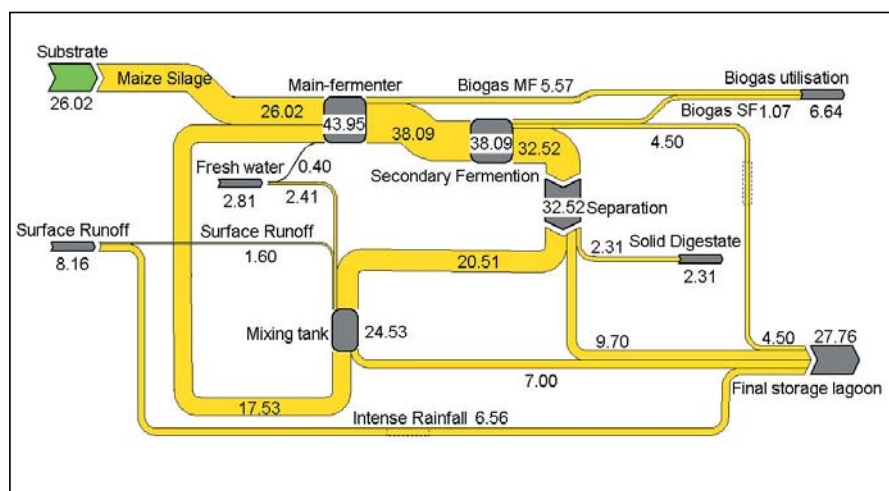 Substrate
Maize Silage
26.02
Main-fermenter
Biogas MF 5.57
Biogas utilisation
6.64
Biogas SF 1.07
26.02
43.95
38.09
38.09
32.52
4.50
Fresh water
0.40
2.81
2.41
Secondary Fermention
32.52
Separation
Surface Runoff
8.16
Surface Runoff
1.60
20.51
2.31
Solid Digestate
2.31
Mixing tank
24.53
9.70
4.50
27.76
7.00
Final storage lagoon
17.53
Intense Rainfall 6.56